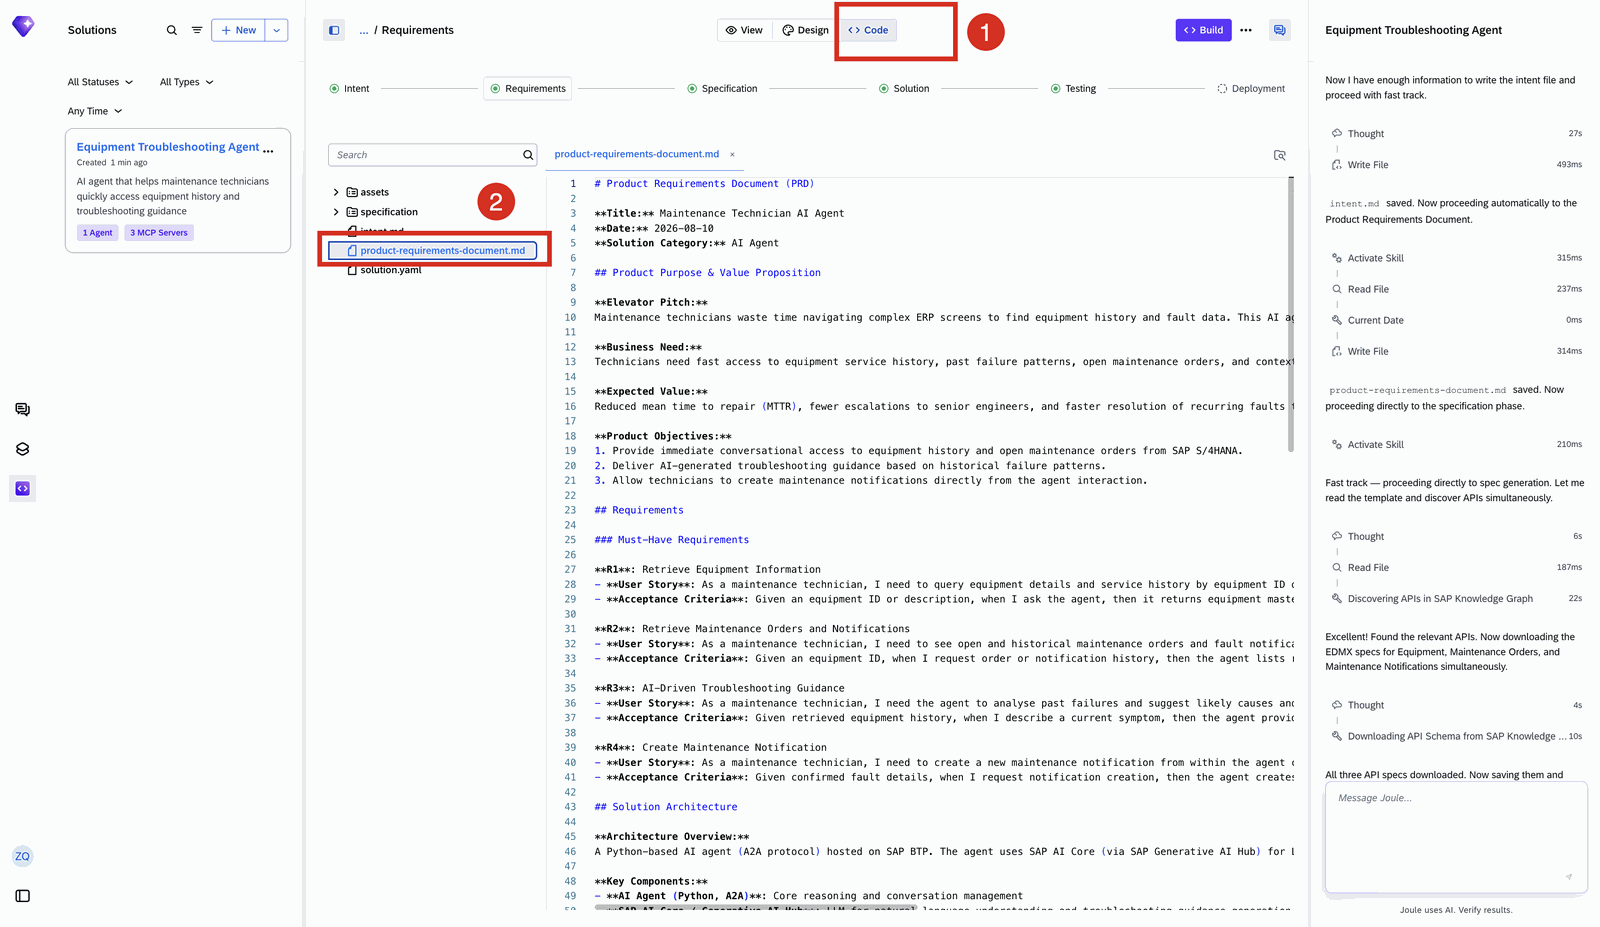 Solutions
New
All Statuses
All Types
Any Time
Equipment Troubleshooting Agent
...
Created 1 min ago
AI agent that helps maintenance technicians
quickly access equipment history and
troubleshooting guidance
1 Agent
3 MCP Servers
ZQ
... / Requirements
View
Design
Code
1
Build
Intent
Requirements
Specification
Solution
Testing
Deployment
Search
assets
specification
2
intent.md
product-requirements-document.md
solution.yaml
product-requirements-document.md ×
1 # Product Requirements Document (PRD)
2
3 **Title:** Maintenance Technician AI Agent
4 **Date:** 2026-08-10
5 **Solution Category:** AI Agent
6
7 ## Product Purpose & Value Proposition
8
9 **Elevator Pitch:**
10 Maintenance technicians waste time navigating complex ERP screens to find equipment history and fault data. This AI ag
11
12 **Business Need:**
13 Technicians need fast access to equipment service history, past failure patterns, open maintenance orders, and context
14
15 **Expected Value:**
16 Reduced mean time to repair (MTTR), fewer escalations to senior engineers, and faster resolution of recurring faults
17
18 **Product Objectives:**
19 1. Provide immediate conversational access to equipment history and open maintenance orders from SAP S/4HANA.
20 2. Deliver AI-generated troubleshooting guidance based on historical failure patterns.
21 3. Allow technicians to create maintenance notifications directly from the agent interaction.
22
23 ## Requirements
24
25 ### Must-Have Requirements
26
27 **R1**: Retrieve Equipment Information
28 - **User Story**: As a maintenance technician, I need to query equipment details and service history by equipment ID
29 - **Acceptance Criteria**: Given an equipment ID or description, when I ask the agent, then it returns equipment maste
30
31 **R2**: Retrieve Maintenance Orders and Notifications
32 - **User Story**: As a maintenance technician, I need to see open and historical maintenance orders and fault notifica
33 - **Acceptance Criteria**: Given an equipment ID, when I request order or notification history, then the agent lists
34
35 **R3**: AI-Driven Troubleshooting Guidance
36 - **User Story**: As a maintenance technician, I need the agent to analyse past failures and suggest likely causes and
37 - **Acceptance Criteria**: Given retrieved equipment history, when I describe a current symptom, then the agent provid
38
39 **R4**: Create Maintenance Notification
40 - **User Story**: As a maintenance technician, I need to create a new maintenance notification from within the agent
41 - **Acceptance Criteria**: Given confirmed fault details, when I request notification creation, then the agent creates
42
43 ## Solution Architecture
44
45 **Architecture Overview:**
46 A Python-based AI agent (A2A protocol) hosted on SAP BTP. The agent uses SAP AI Core (via SAP Generative AI Hub) for
47
48 **Key Components:**
49 - **AI Agent (Python, A2A)**: Core reasoning and conversation management
Equipment Troubleshooting Agent
Now I have enough information to write the intent file and
proceed with fast track.
Thought 27s
Write File 493ms
intent.md saved. Now proceeding automatically to the
Product Requirements Document.
Activate Skill 315ms
Read File 237ms
Current Date 0ms
Write File 314ms
product-requirements-document.md saved. Now
proceeding directly to the specification phase.
Activate Skill 210ms
Fast track — proceeding directly to spec generation. Let me
read the template and discover APIs simultaneously.
Thought 6s
Read File 187ms
Discovering APIs in SAP Knowledge Graph 22s
Excellent! Found the relevant APIs. Now downloading the
EDMX specs for Equipment, Maintenance Orders, and
Maintenance Notifications simultaneously.
Thought 4s
Downloading API Schema from SAP Knowledge ... 10s
All three API specs downloaded. Now saving them and
Message Joule...
Joule uses AI. Verify results.